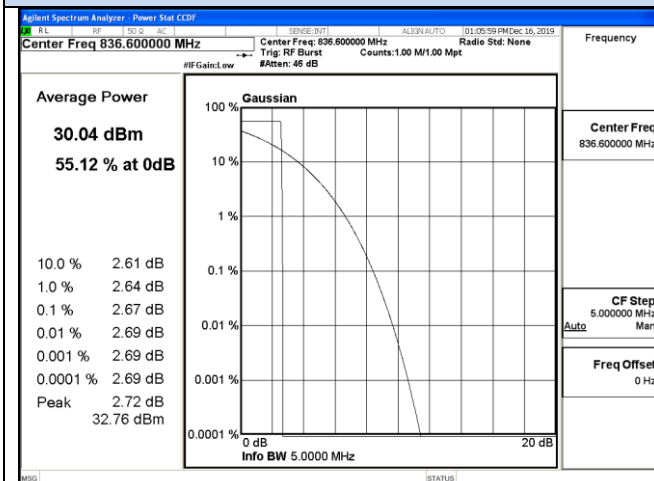 Agilent Spectrum Analyzer - Power Stat CCDF
RL RF 50 Ω AC SENSE:INT ALIGN AUTO 01:05:59 PM Dec 16, 2019
Center Freq 836.600000 MHz
Center Freq: 836.600000 MHz Radio Std: None
Trig: RF Burst Counts:1.00 M/1.00 Mpt
#IFGain:Low #Atten: 46 dB
Frequency
Average Power
30.04 dBm
55.12 % at 0dB
10.0 % 2.61 dB
1.0 % 2.64 dB
0.1 % 2.67 dB
0.01 % 2.69 dB
0.001 % 2.69 dB
0.0001 % 2.69 dB
Peak 2.72 dB
32.76 dBm
Gaussian
100 %
10 %
1 %
0.1 %
0.01 %
0.001 %
0.0001 %
0 dB 20 dB
Info BW 5.0000 MHz
Center Freq
836.600000 MHz
CF Step
5.000000 MHz
Auto Man
Freq Offset
0 Hz
MSG STATUS